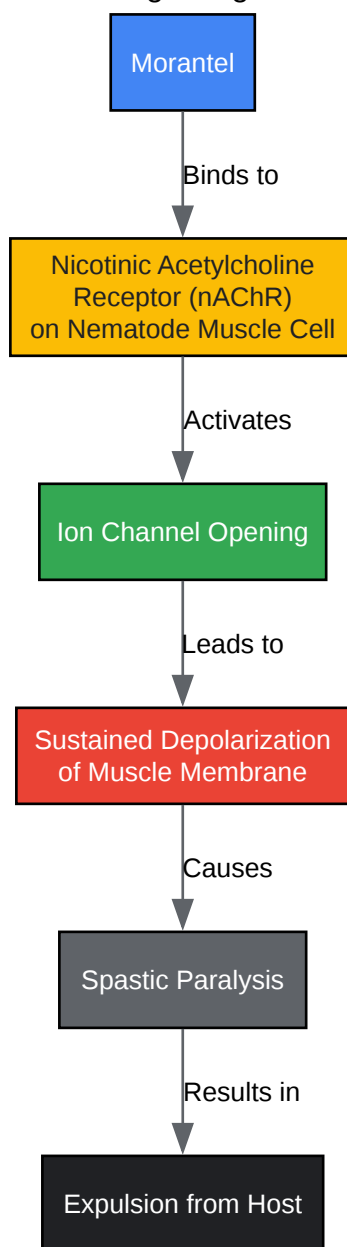 Morantel
Binds to
Nicotinic Acetylcholine
Receptor (nAChR)
on Nematode Muscle Cell
Activates
Ion Channel Opening
Leads to
Sustained Depolarization
of Muscle Membrane
Causes
Spastic Paralysis
Results in
Expulsion from Host